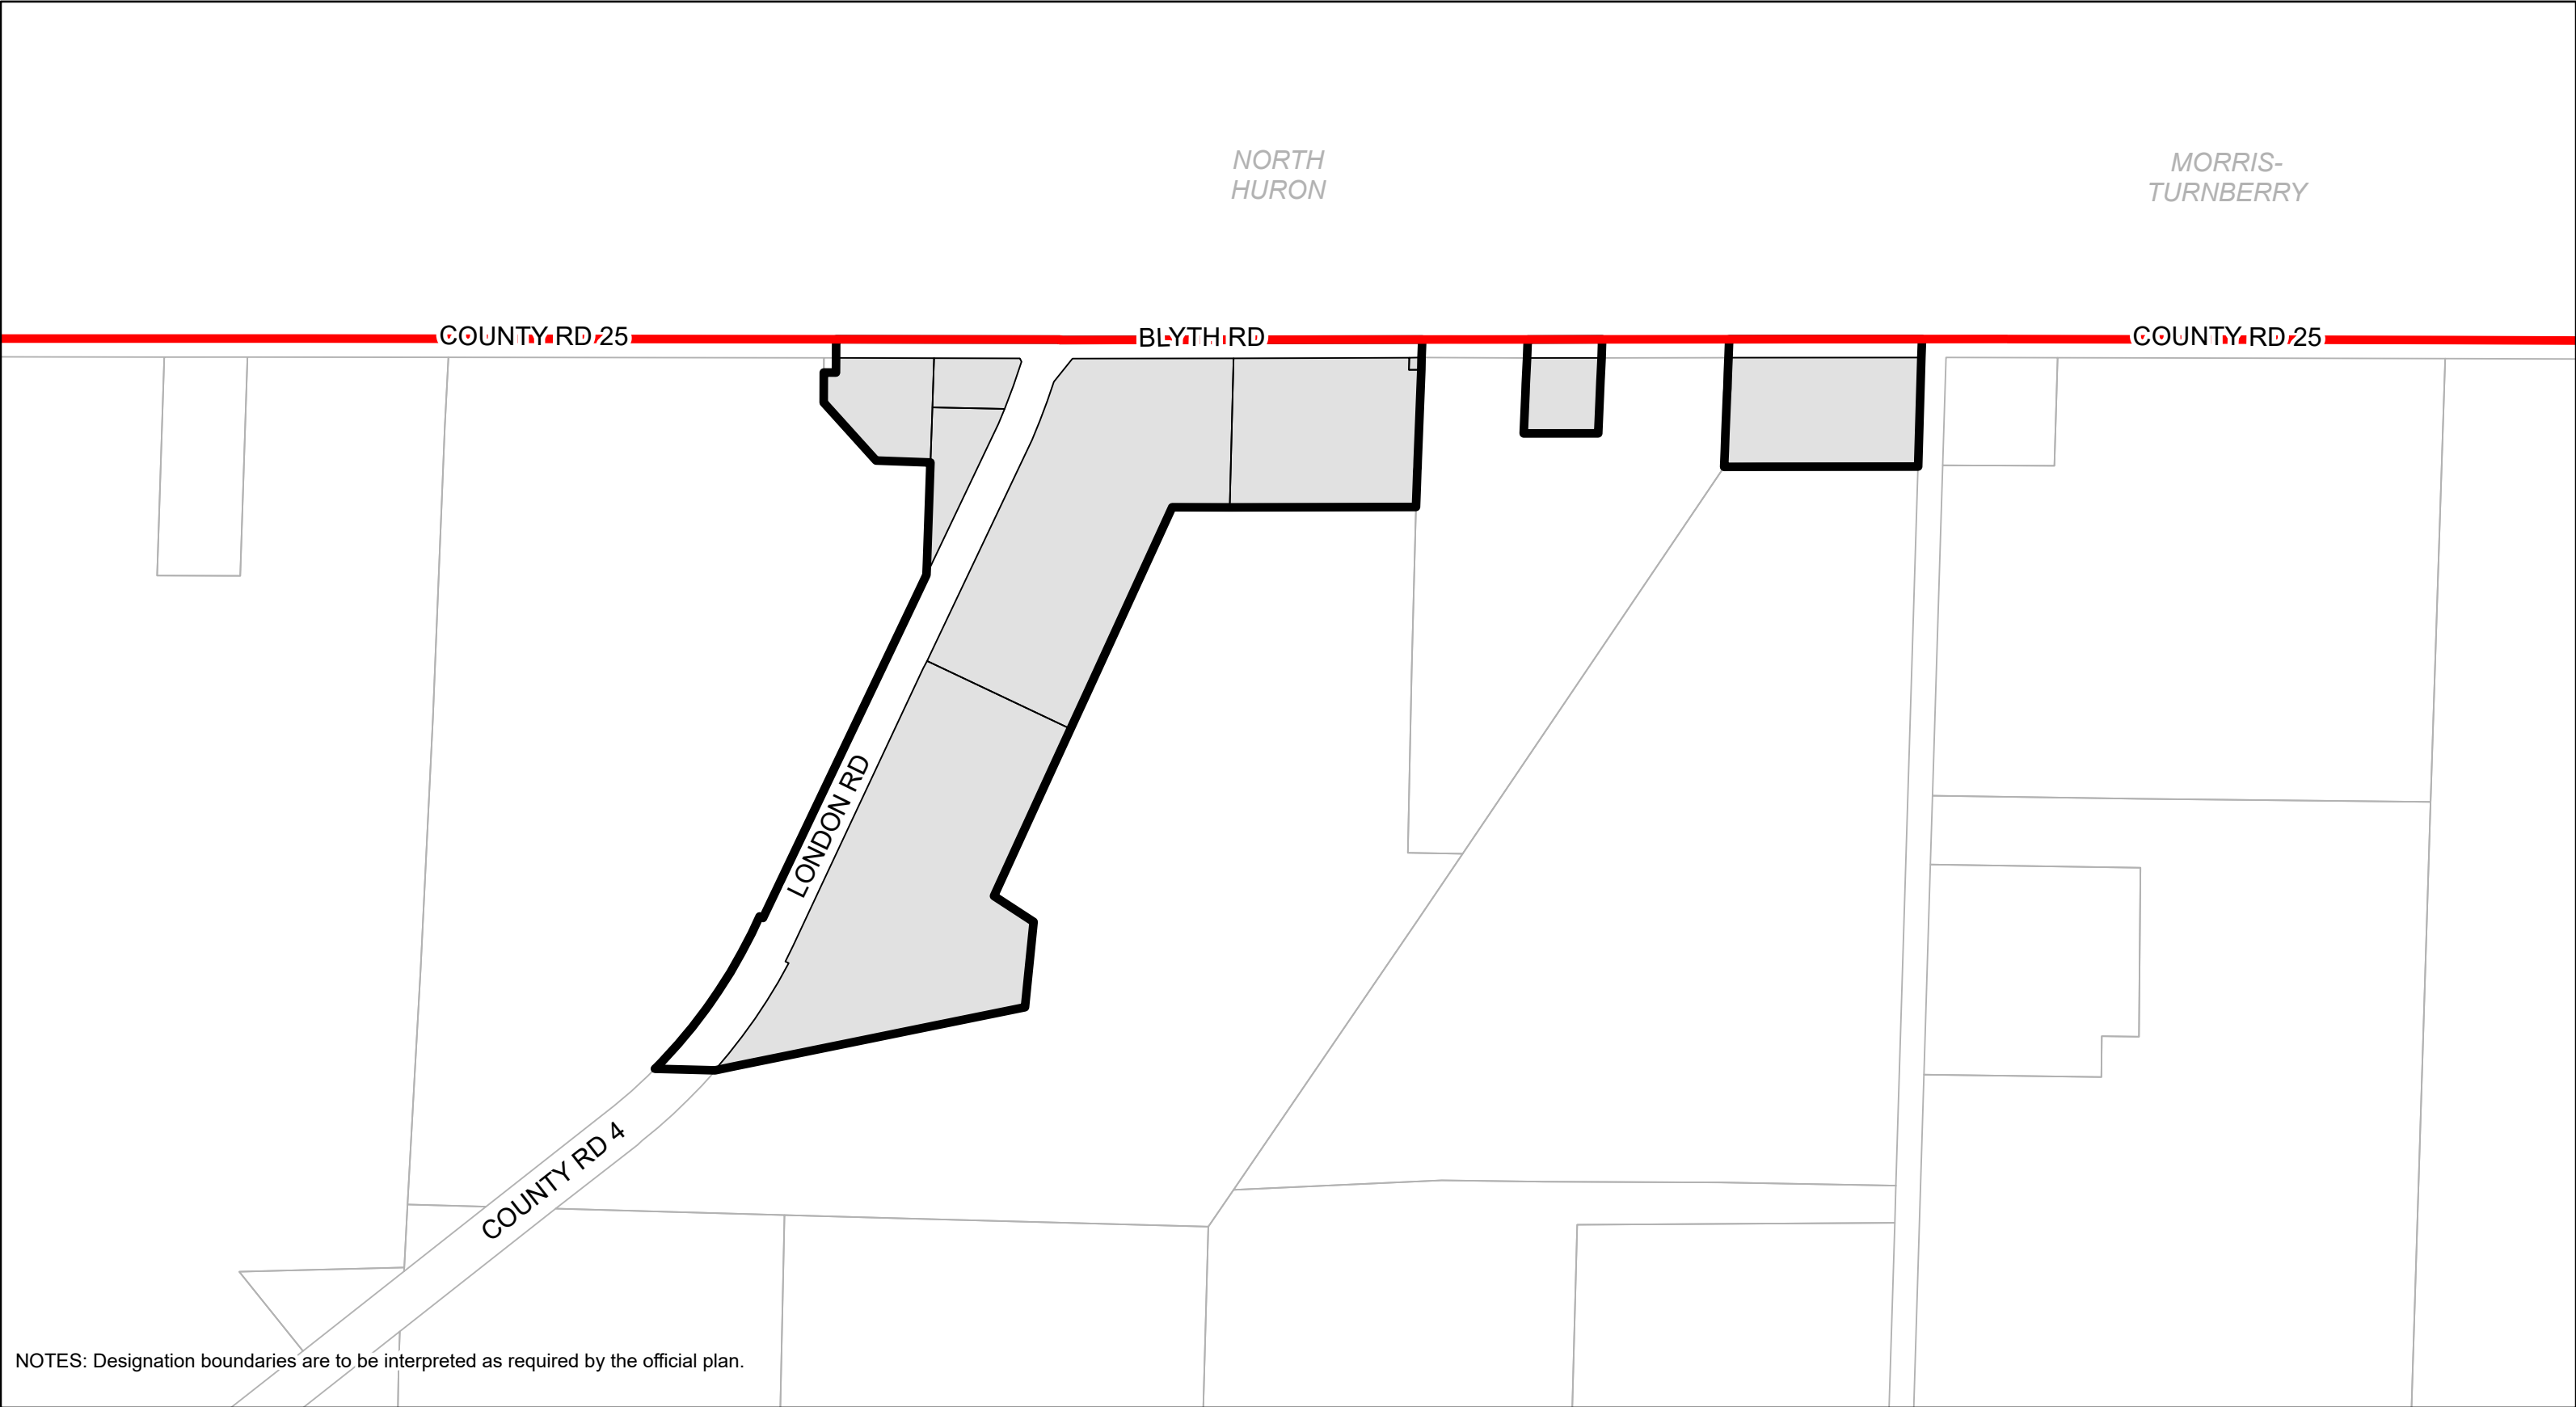 NORTH
HURON
MORRIS-
TURNBERRY
COUNTY RD 25
BLYTH RD
COUNTY RD 25
LONDON RD
COUNTY RD 4
NOTES: Designation boundaries are to be interpreted as required by the official plan.